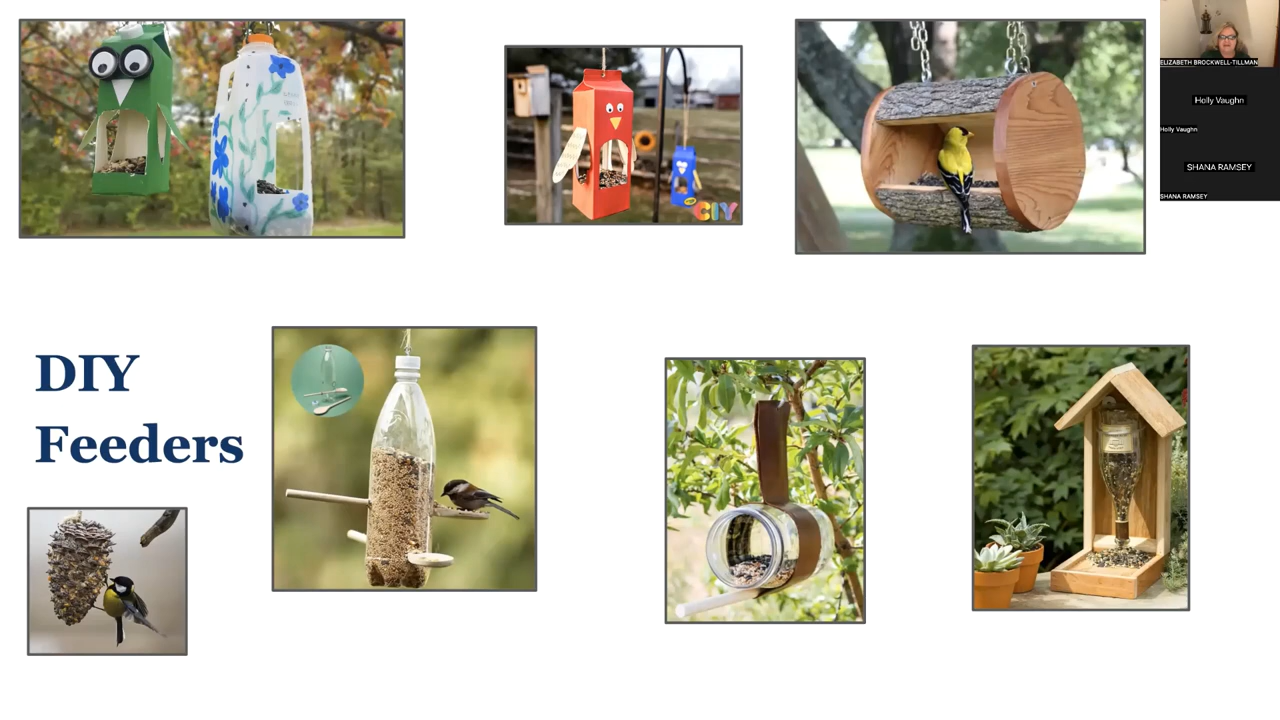 ELIZABETH BROCKWELL-TILLMAN
Holly Vaughn
Holly Vaughn
SHANA RAMSEY
SHANA RAMSEY
CIY
DIY
Feeders